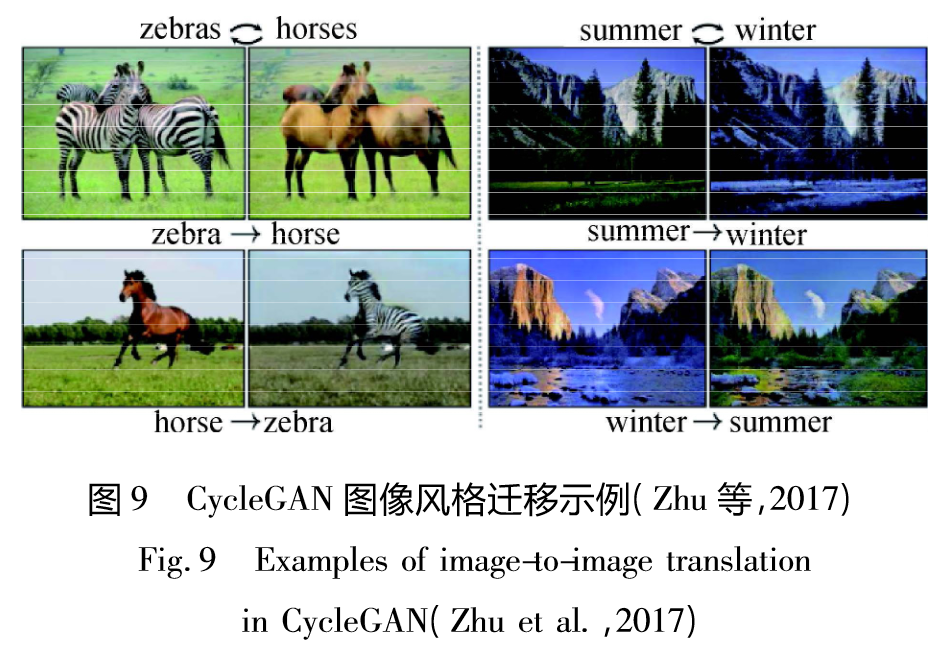 zebras ⇄ horses
zebra → horse
horse → zebra
summer ⇄ winter
summer → winter
winter → summer
图 9 CycleGAN 图像风格迁移示例( Zhu 等,2017)
Fig. 9 Examples of image-to-image translation
in CycleGAN( Zhu et al. ,2017)